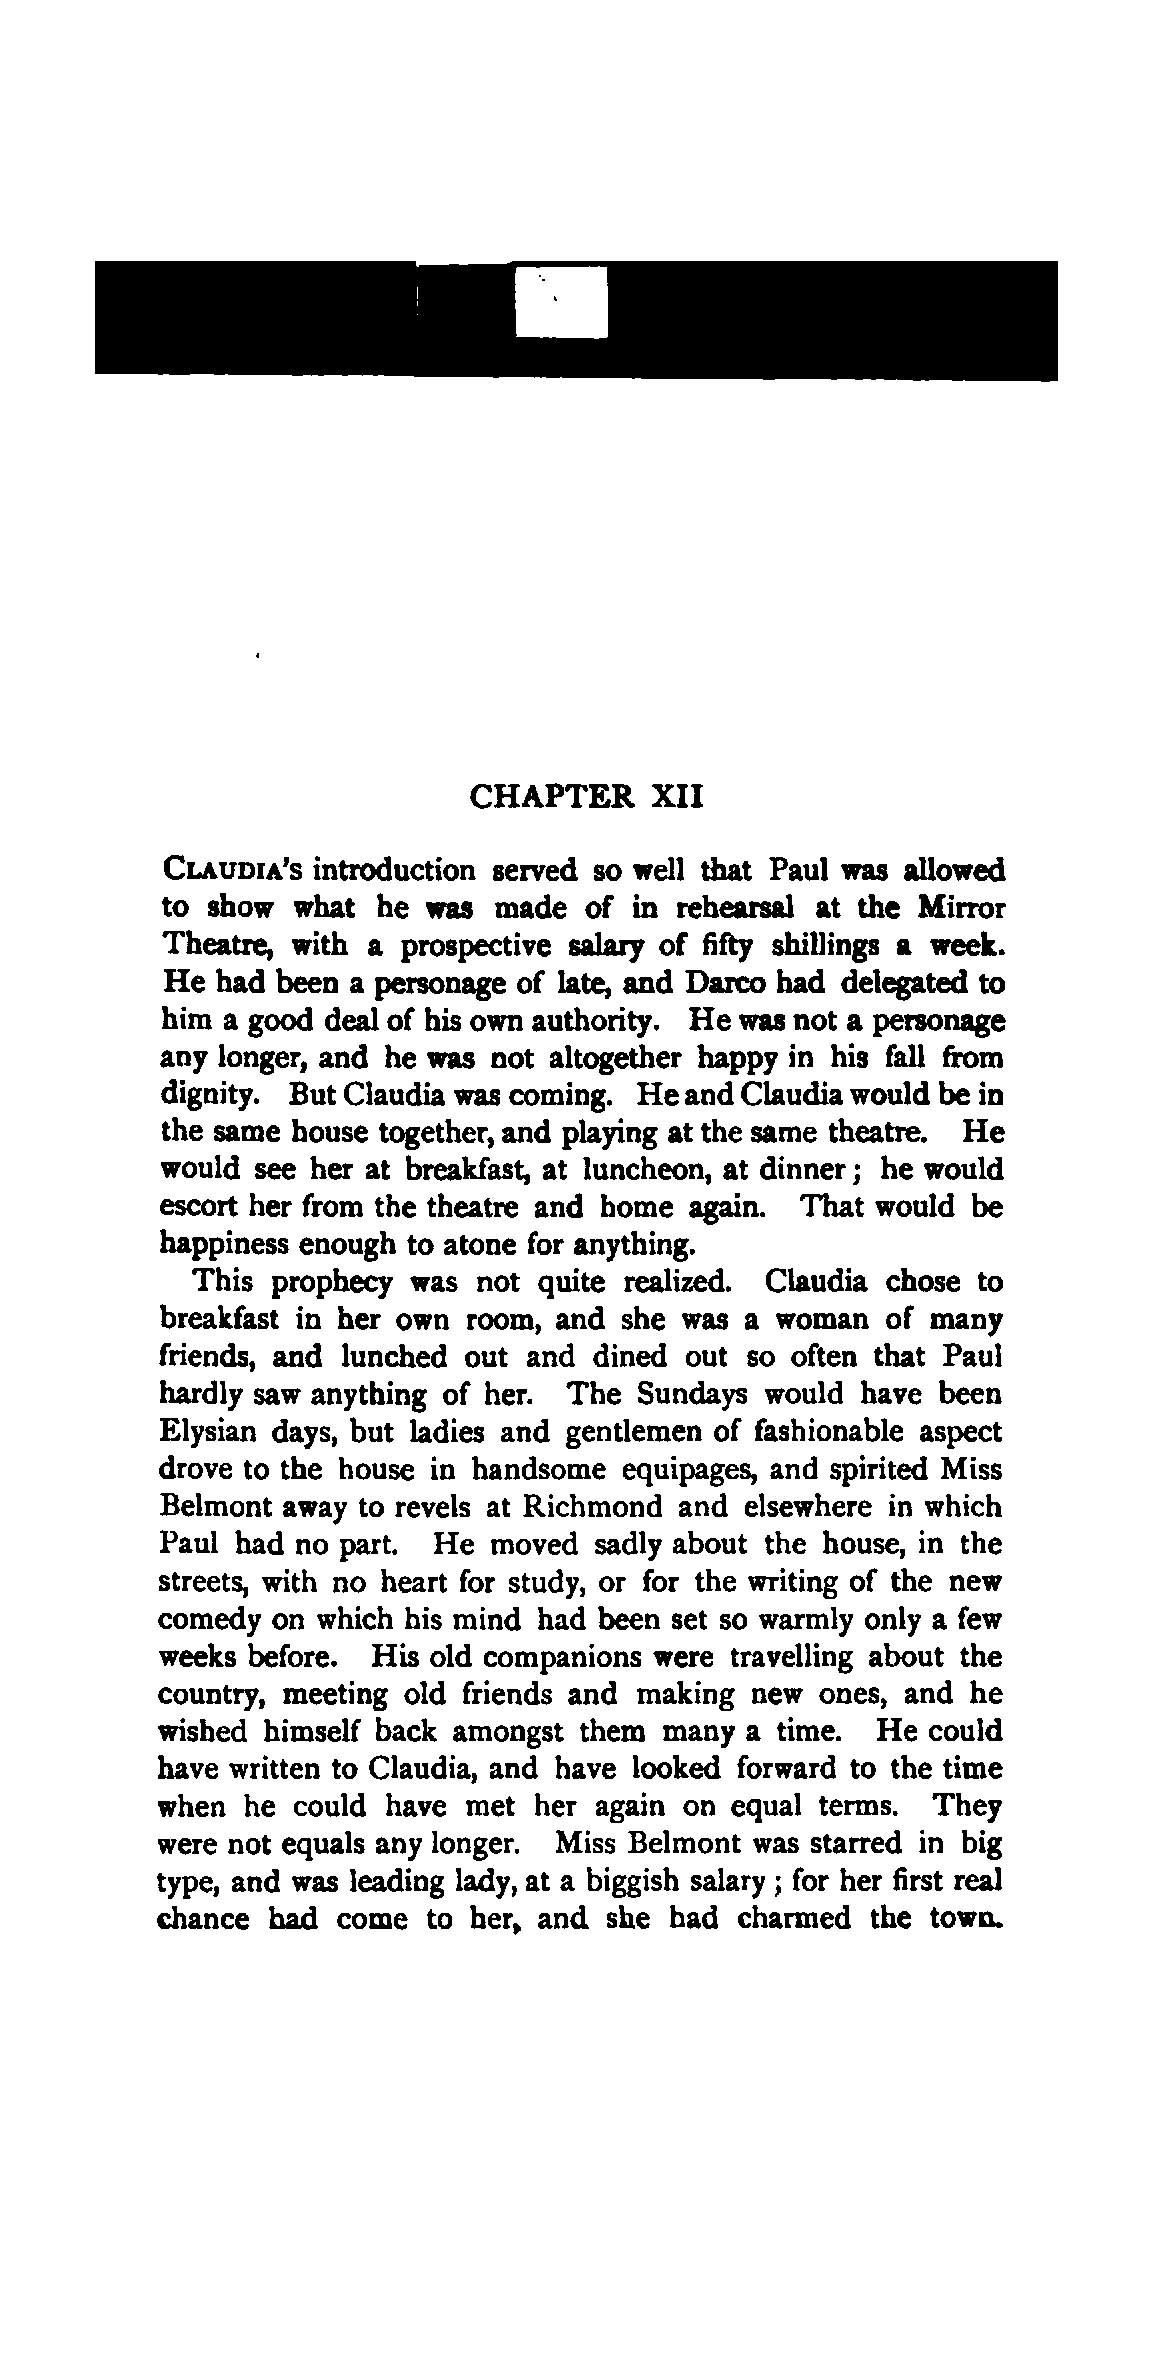 CHAPTER XII
CLAUDIA's introduction served so well that Paul was allowed
to show what he was made of in rehearsal at the Mirror
Theatre, with a prospective salary of fifty shillings a week.
He had been a personage of late, and Darco had delegated to
him a good deal of his own authority. He was not a personage
any longer, and he was not altogether happy in his fall from
dignity. But Claudia was coming. He and Claudia would be in
the same house together, and playing at the same theatre. He
would see her at breakfast, at luncheon, at dinner; he would
escort her from the theatre and home again. That would be
happiness enough to atone for anything.
This prophecy was not quite realized. Claudia chose to
breakfast in her own room, and she was a woman of many
friends, and lunched out and dined out so often that Paul
hardly saw anything of her. The Sundays would have been
Elysian days, but ladies and gentlemen of fashionable aspect
drove to the house in handsome equipages, and spirited Miss
Belmont away to revels at Richmond and elsewhere in which
Paul had no part. He moved sadly about the house, in the
streets, with no heart for study, or for the writing of the new
comedy on which his mind had been set so warmly only a few
weeks before. His old companions were travelling about the
country, meeting old friends and making new ones, and he
wished himself back amongst them many a time. He could
have written to Claudia, and have looked forward to the time
when he could have met her again on equal terms. They
were not equals any longer. Miss Belmont was starred in big
type, and was leading lady, at a biggish salary; for her first real
chance had come to her, and she had charmed the town.